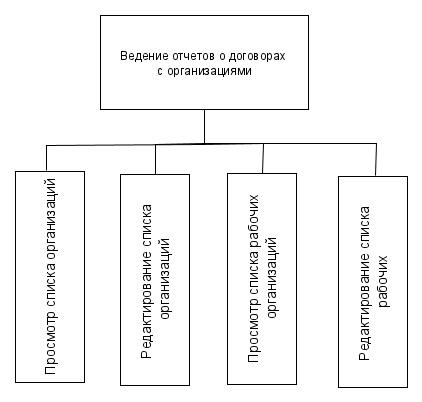 Ведение отчетов о договорах
с организациями
Просмотр списка организаций
Редактирование списка
организаций
Просмотр списка рабочих
организаций
Редактирование списка
рабочих